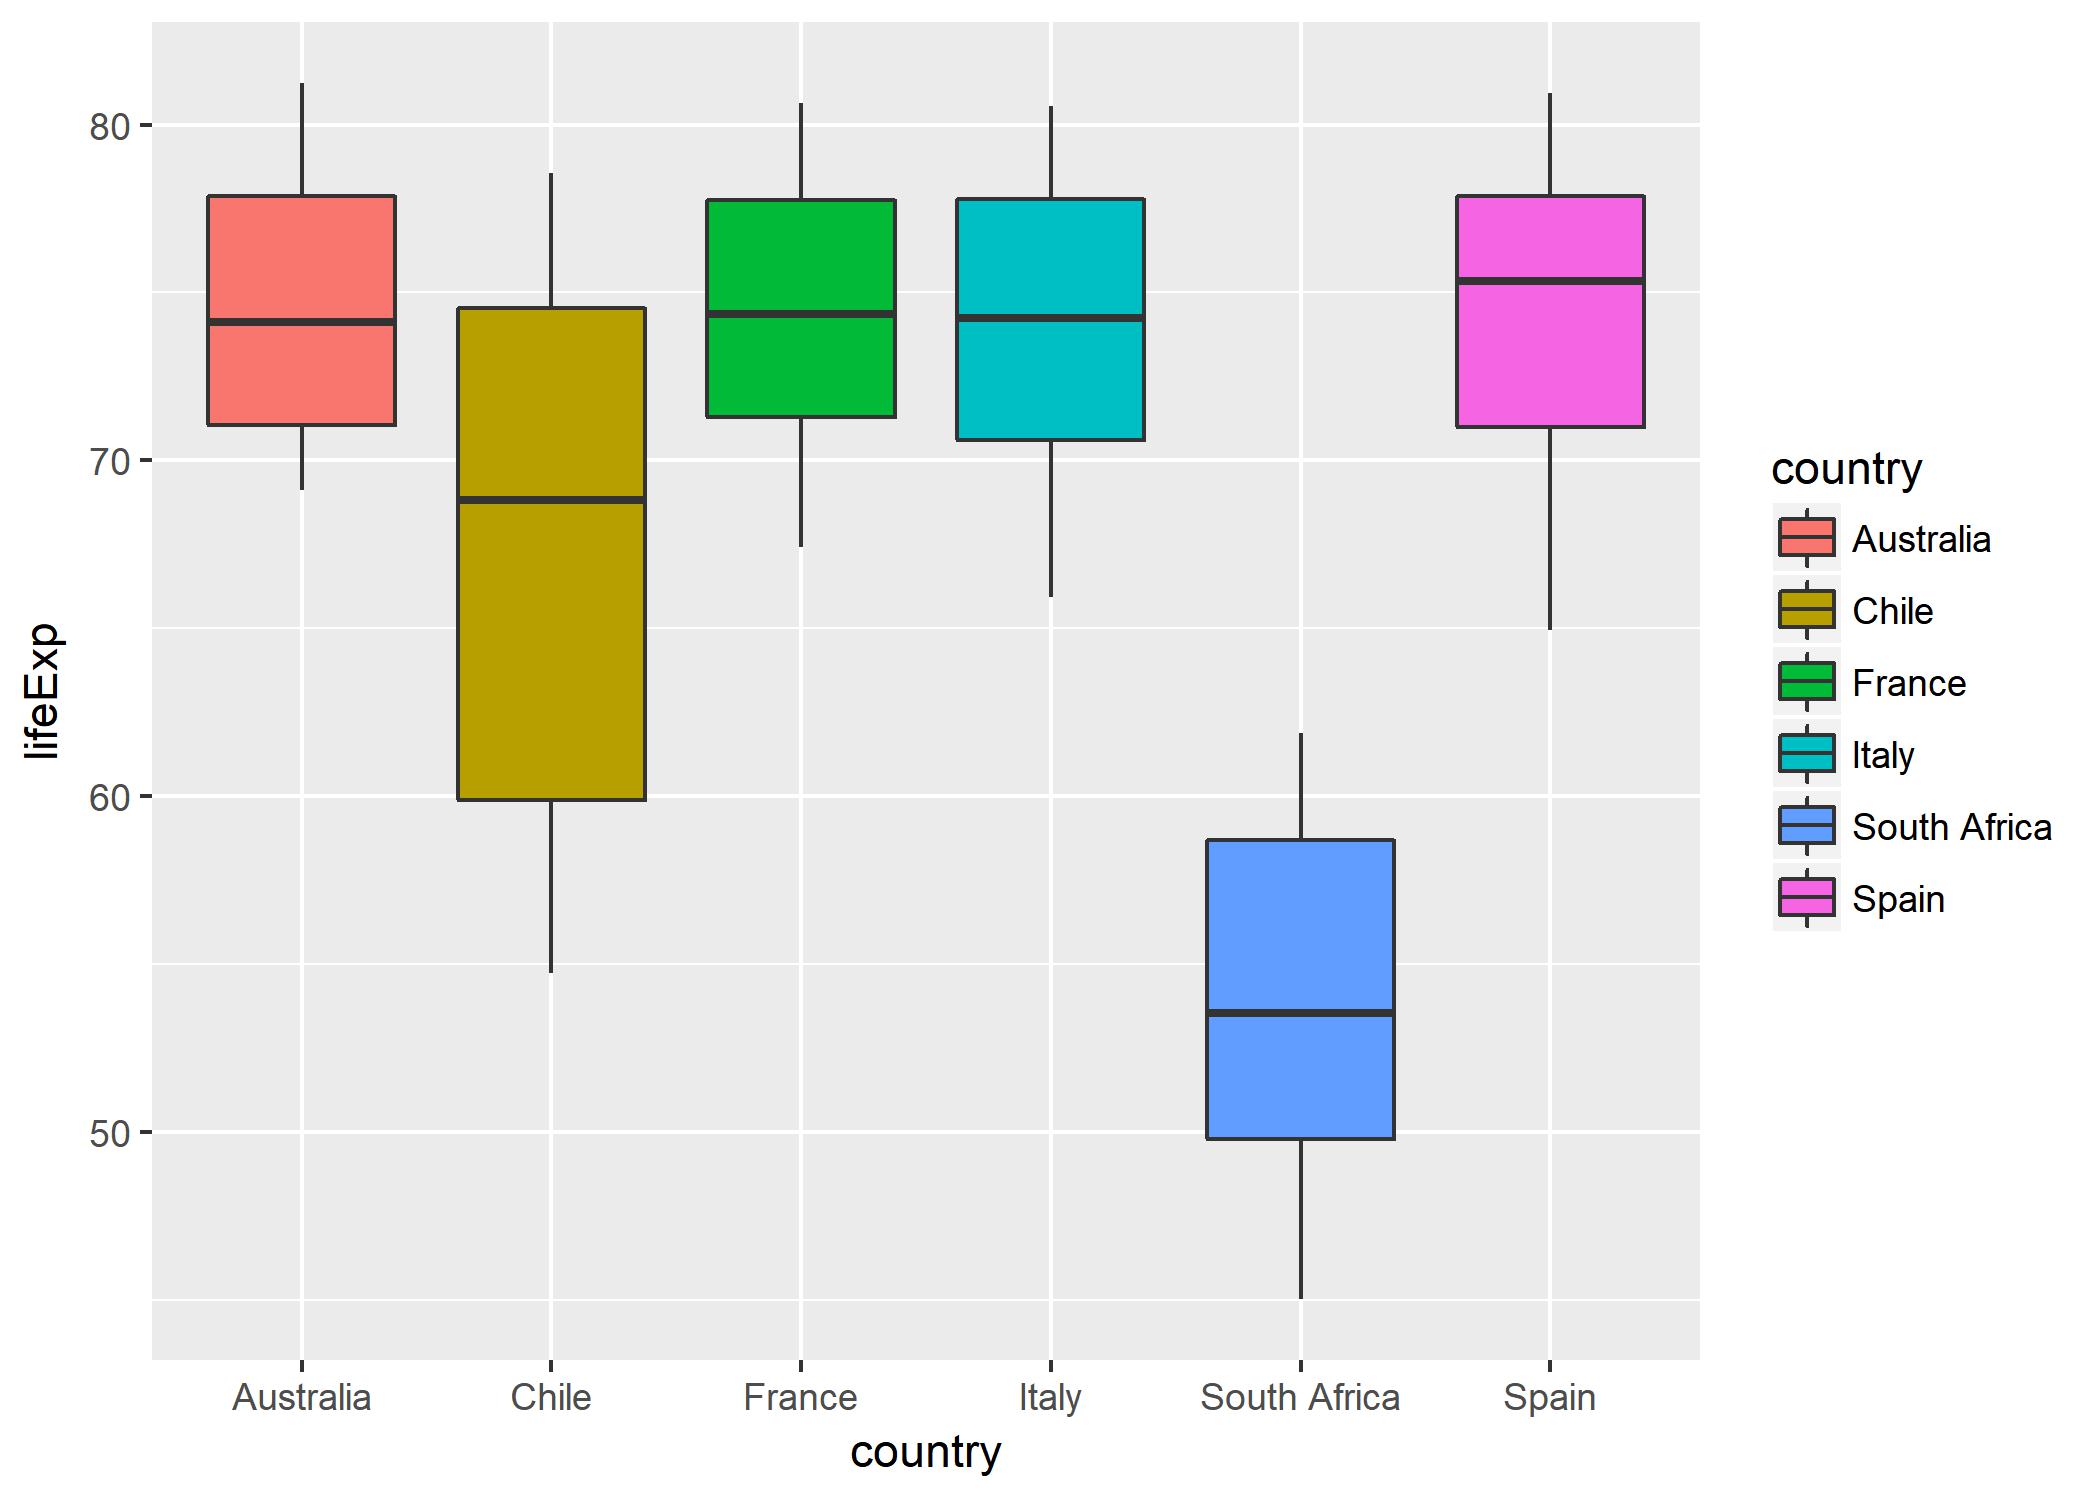 lifeExp
80
70
60
50
Australia
Chile
France
Italy
South Africa
Spain
country
country
Australia
Chile
France
Italy
South Africa
Spain